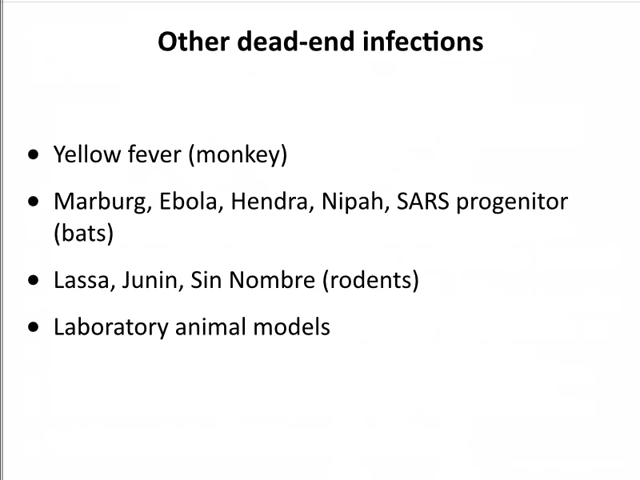 Other dead-end infections
• Yellow fever (monkey)
• Marburg, Ebola, Hendra, Nipah, SARS progenitor
(bats)
• Lassa, Junin, Sin Nombre (rodents)
• Laboratory animal models